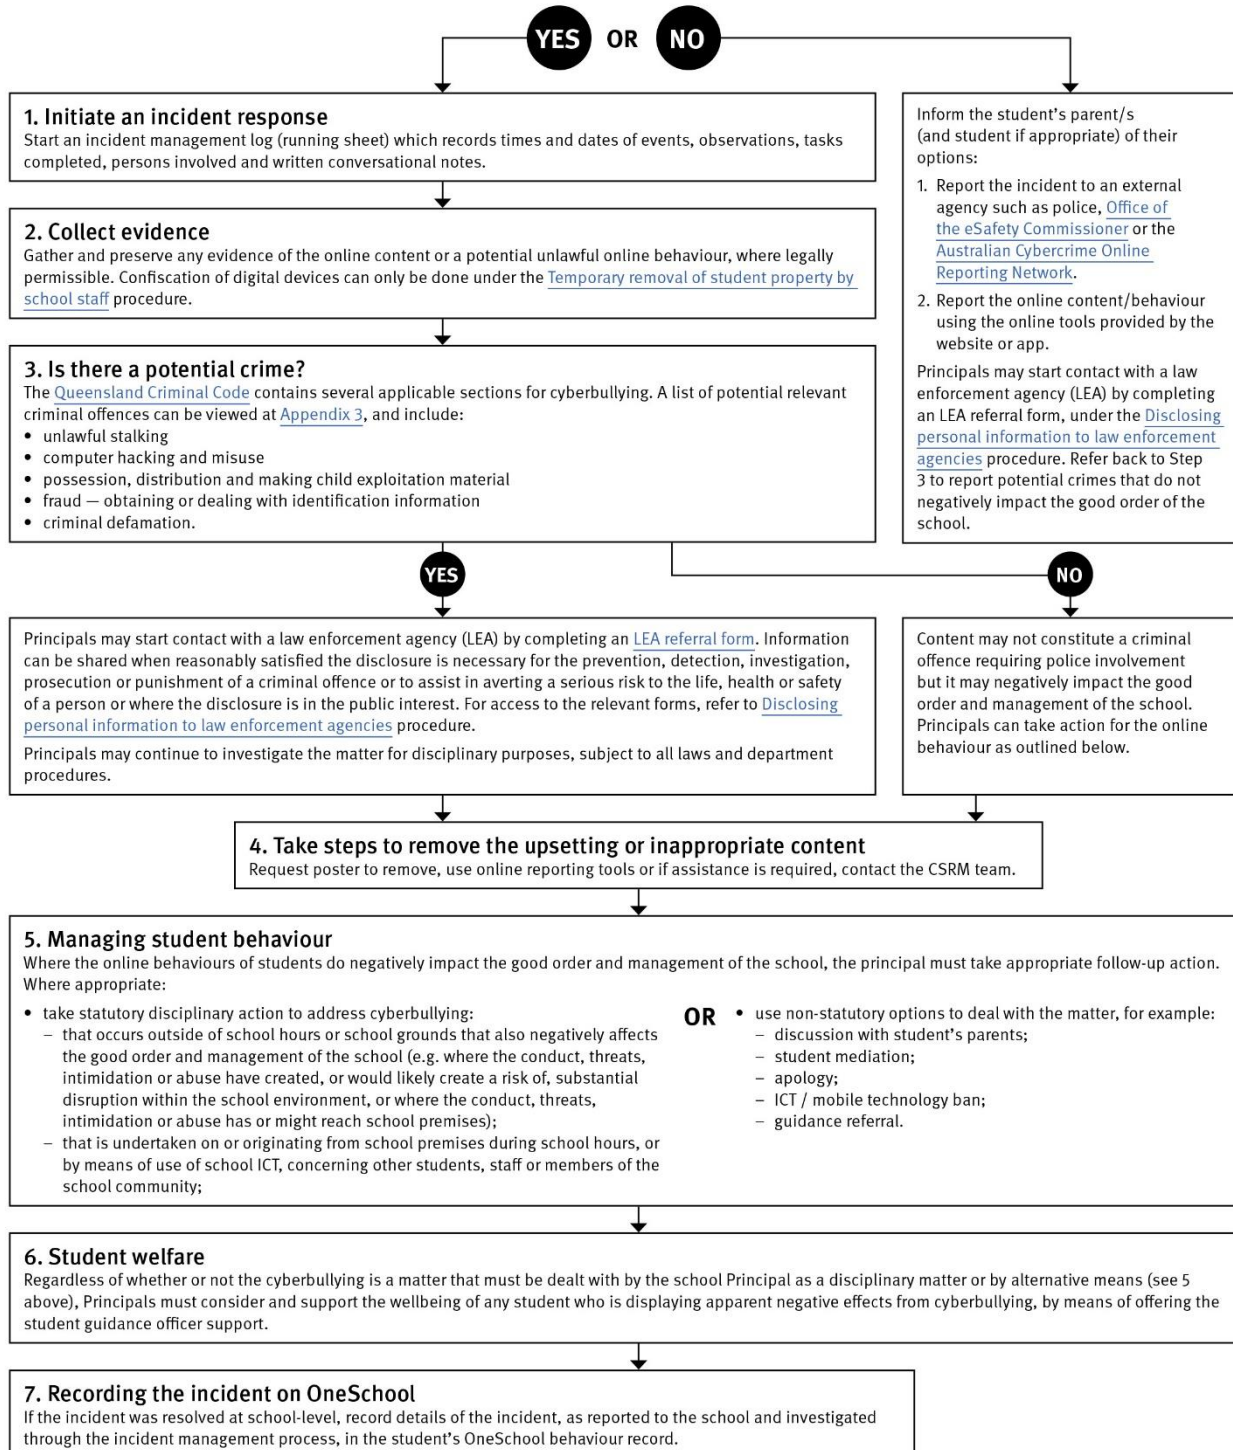 YES OR NO
1. Initiate an incident response
Start an incident management log (running sheet) which records times and dates of events, observations, tasks
completed, persons involved and written conversational notes.
2. Collect evidence
Gather and preserve any evidence of the online content or a potential unlawful online behaviour, where legally
permissible. Confiscation of digital devices can only be done under the Temporary removal of student property by
school staff procedure.
3. Is there a potential crime?
The Queensland Criminal Code contains several applicable sections for cyberbullying. A list of potential relevant
criminal offences can be viewed at Appendix 3, and include:
• unlawful stalking
• computer hacking and misuse
• possession, distribution and making child exploitation material
• fraud — obtaining or dealing with identification information
• criminal defamation.
Inform the student's parent/s
(and student if appropriate) of their
options:
1. Report the incident to an external
agency such as police, Office of
the eSafety Commissioner or the
Australian Cybercrime Online
Reporting Network.
2. Report the online content/behaviour
using the online tools provided by the
website or app.
Principals may start contact with a law
enforcement agency (LEA) by completing
an LEA referral form, under the Disclosing
personal information to law enforcement
agencies procedure. Refer back to Step
3 to report potential crimes that do not
negatively impact the good order of the
school.
YES
NO
Principals may start contact with a law enforcement agency (LEA) by completing an LEA referral form. Information
can be shared when reasonably satisfied the disclosure is necessary for the prevention, detection, investigation,
prosecution or punishment of a criminal offence or to assist in averting a serious risk to the life, health or safety
of a person or where the disclosure is in the public interest. For access to the relevant forms, refer to Disclosing
personal information to law enforcement agencies procedure.
Principals may continue to investigate the matter for disciplinary purposes, subject to all laws and department
procedures.
Content may not constitute a criminal
offence requiring police involvement
but it may negatively impact the good
order and management of the school.
Principals can take action for the online
behaviour as outlined below.
4. Take steps to remove the upsetting or inappropriate content
Request poster to remove, use online reporting tools or if assistance is required, contact the CSRM team.
5. Managing student behaviour
Where the online behaviours of students do negatively impact the good order and management of the school, the principal must take appropriate follow-up action.
Where appropriate:
• take statutory disciplinary action to address cyberbullying:
– that occurs outside of school hours or school grounds that also negatively affects
the good order and management of the school (e.g. where the conduct, threats,
intimidation or abuse have created, or would likely create a risk of, substantial
disruption within the school environment, or where the conduct, threats,
intimidation or abuse has or might reach school premises);
– that is undertaken on or originating from school premises during school hours, or
by means of use of school ICT, concerning other students, staff or members of the
school community;
OR
• use non-statutory options to deal with the matter, for example:
– discussion with student's parents;
– student mediation;
– apology;
– ICT / mobile technology ban;
– guidance referral.
6. Student welfare
Regardless of whether or not the cyberbullying is a matter that must be dealt with by the school Principal as a disciplinary matter or by alternative means (see 5
above), Principals must consider and support the wellbeing of any student who is displaying apparent negative effects from cyberbullying, by means of offering the
student guidance officer support.
7. Recording the incident on OneSchool
If the incident was resolved at school-level, record details of the incident, as reported to the school and investigated
through the incident management process, in the student's OneSchool behaviour record.